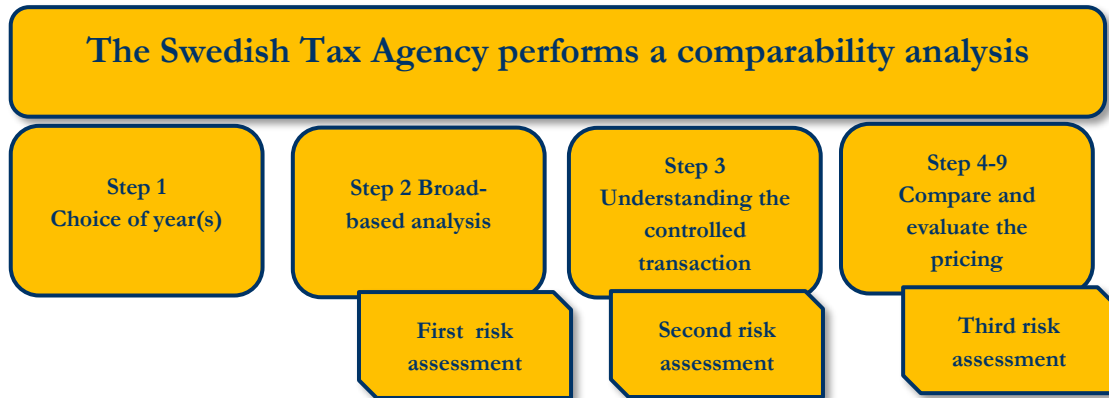 The Swedish Tax Agency performs a comparability analysis
Step 1
Choice of year(s)
Step 2 Broad-
based analysis
First risk
assessment
Step 3
Understanding the
controlled
transaction
Second risk
assessment
Step 4-9
Compare and
evaluate the
pricing
Third risk
assessment